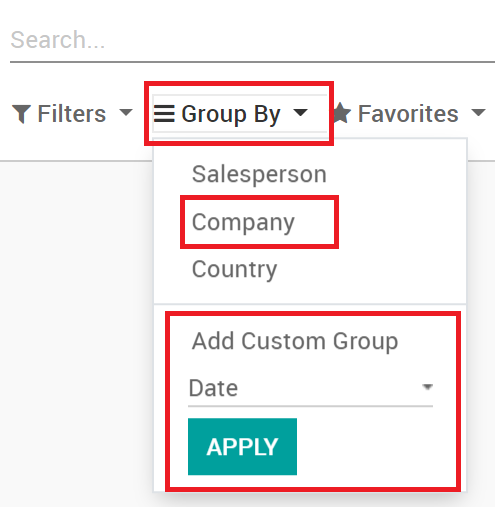 Search...
Filters Group By Favorites
Salesperson
Company
Country
Add Custom Group
Date
APPLY